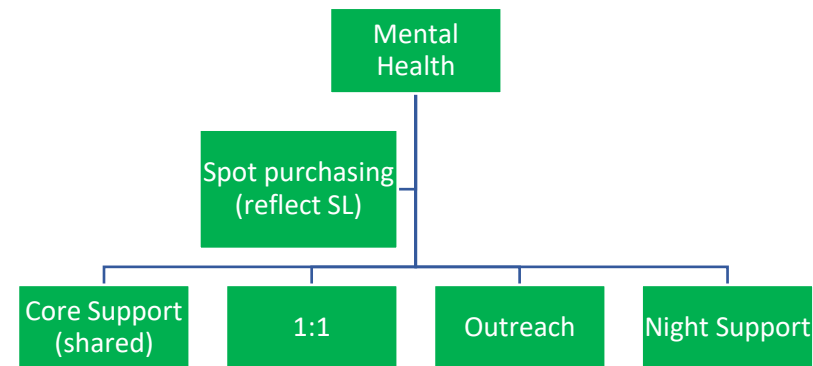 Mental
Health
Spot purchasing
(reflect SL)
Core Support
(shared)
1:1
Outreach
Night Support